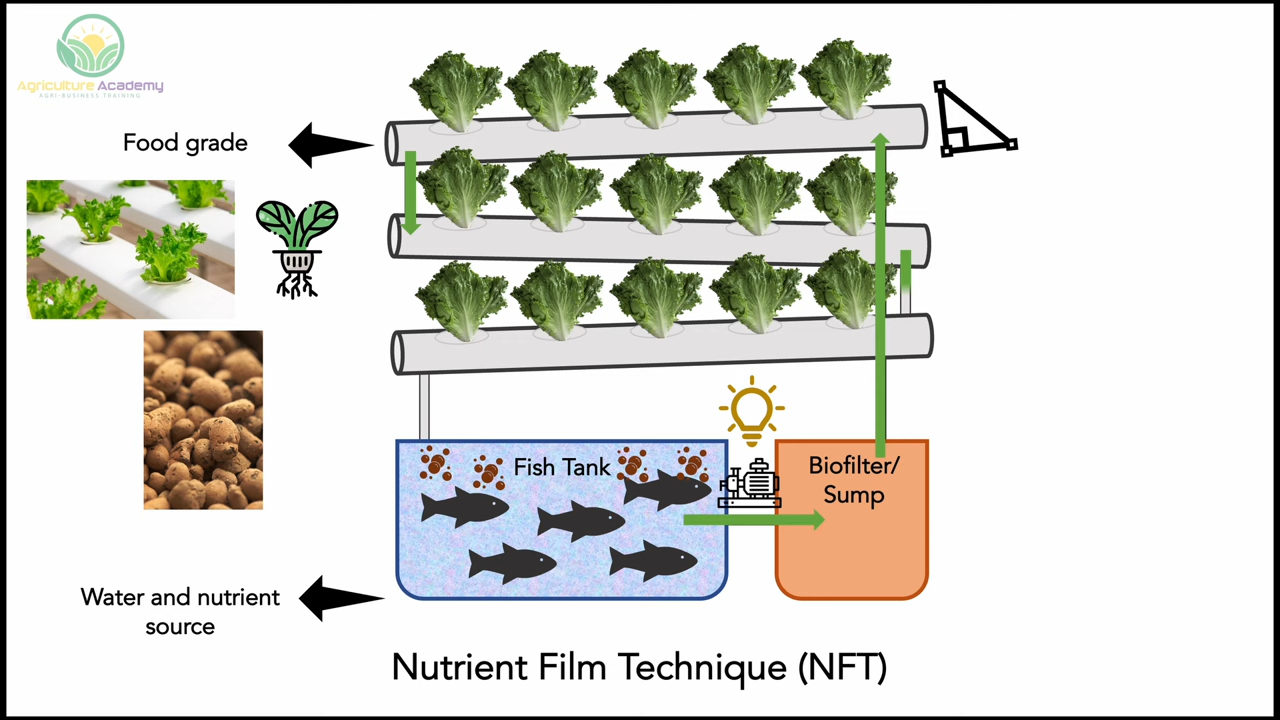 Agriculture Academy
AGRI-BUSINESS TRAINING
Food grade
Fish Tank
Biofilter/
Sump
Water and nutrient
source
Nutrient Film Technique (NFT)